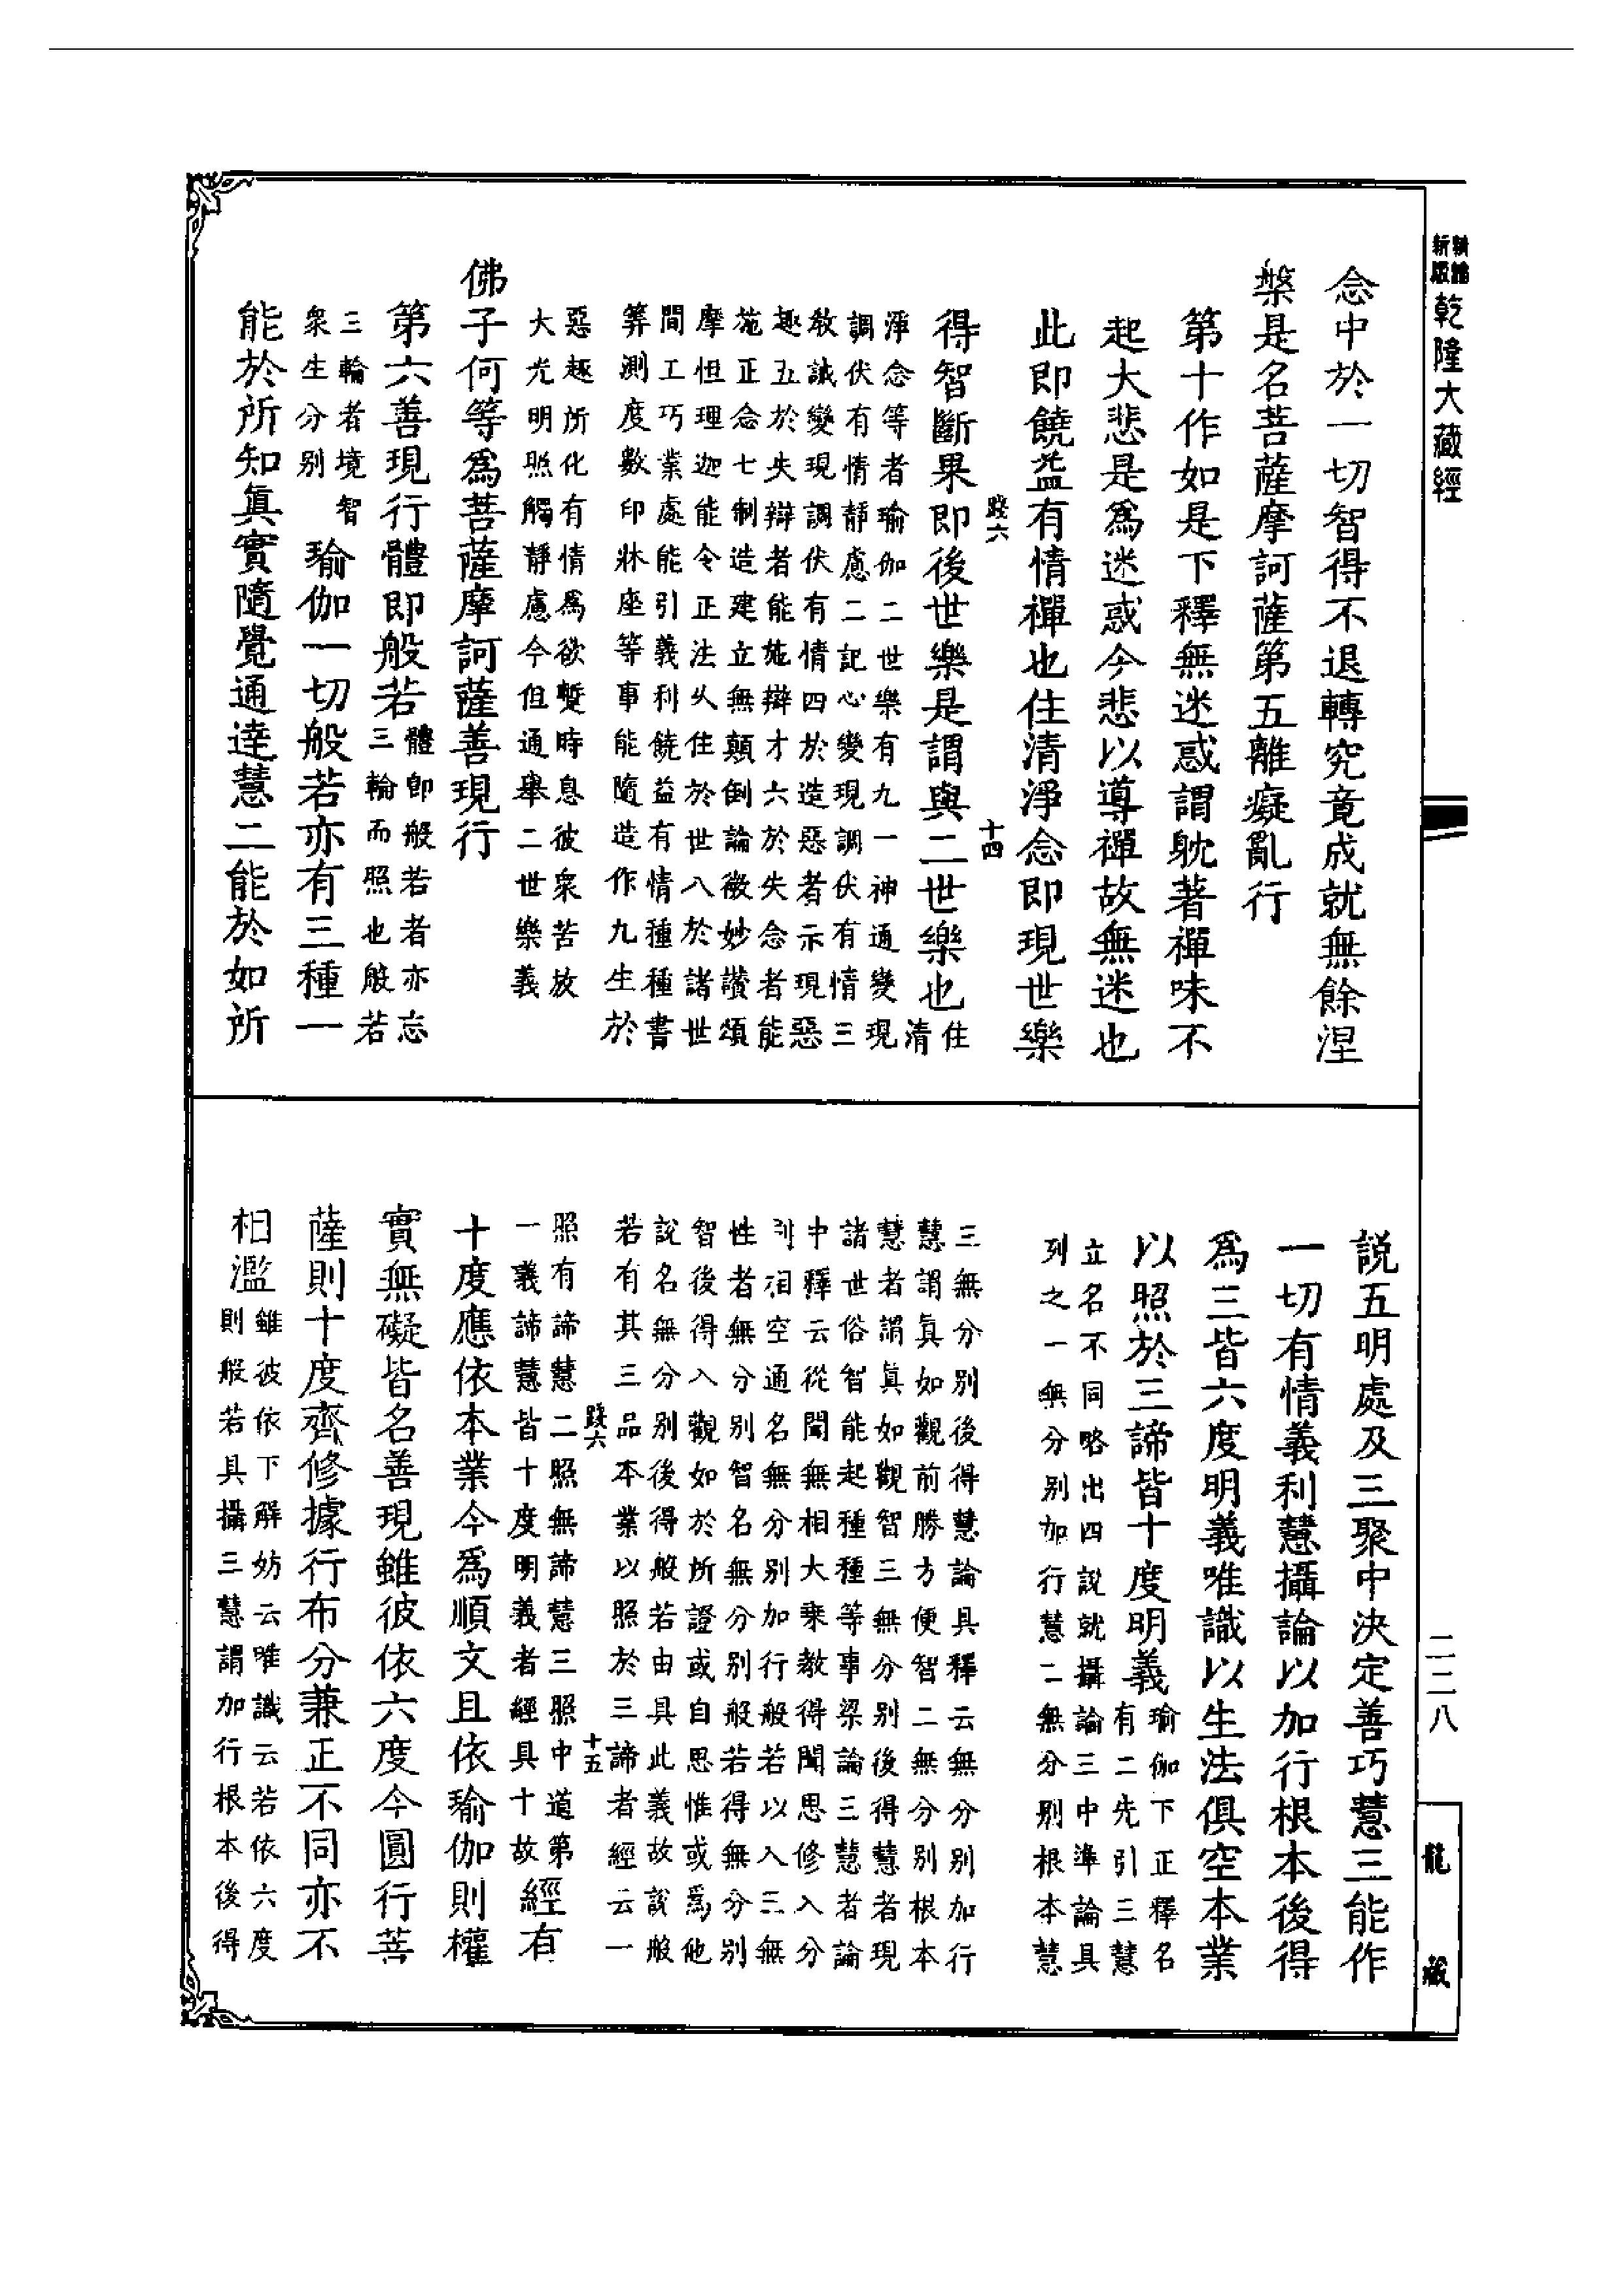 新編
新版
乾隆大藏經
念中於一切智得不退轉究竟成就無餘涅
槃是名菩薩摩訶薩第五離癡亂行
第十作如是下釋無迷惑謂躭著禪味不
起大悲是爲迷惑今悲以導禪故無迷也
此即饒益有情禪也住清淨念即現世樂
踐六
十四
得智斷果即後世樂是謂與二世樂也住
清
淨念等者瑜伽二世樂有九一神通變現
調伏有情靜慮二記心變現調伏有情三
教誡變現調伏有情四於造惡者示現惡
趣五於失辯者能施辯才六於失念者能
施正念七制造建立無顛倒論微妙讚頌
摩怛理迦能令正法乆住於世八於諸世
間工巧業處能引義利饒益有情種種書
筭測度數印牀座等事能隨造作九生於
惡趣所化有情爲欲蹔時息彼衆苦放
大光明照觸靜慮今但通舉二世樂義
佛子何等爲菩薩摩訶薩善現行
第六善現行體即般若體即般若者亦忘
三輪而照也般若
三輪者境智
衆生分別
瑜伽一切般若亦有三種一
能於所知眞實隨覺通達慧二能於如所
說五明處及三聚中決定善巧慧三能作
一切有情義利慧攝論以加行根本後得
爲三皆六度明義唯識以生法俱空本業
以照於三諦皆十度明義瑜伽下正釋名
有二先引三慧
立名不同略出四說就攝論三中準論具
列之一無分別加行慧二無分別根本慧
三無分別後得慧論具釋云無分別加行
慧謂眞如觀前勝方便智二無分別根本
慧者謂眞如觀智三無分別後得慧者現
諸世俗智能起種種等事梁論三慧者論
中釋云從聞無相大乗教得聞思修入分
別相空通名無分別加行般若以入三無
性者無分別智名無分別般若得無分別
智後得入觀如於所證或自思惟或爲他
說名無分別後得般若由具此義故說般
若有其三品本業以照於三諦者經云一
照有諦慧二照無諦慧三照中道第
一義諦慧皆十度明義者經具十故
踐六
十五
經有
十度應依本業今爲順文且依瑜伽則權
實無礙皆名善現雖彼依六度今圓行菩
薩則十度齊修據行布分兼正不同亦不
相濫雖彼依下解妨云唯識云若依六度
則般若具攝三慧謂加行根本後得
二二八
龍藏